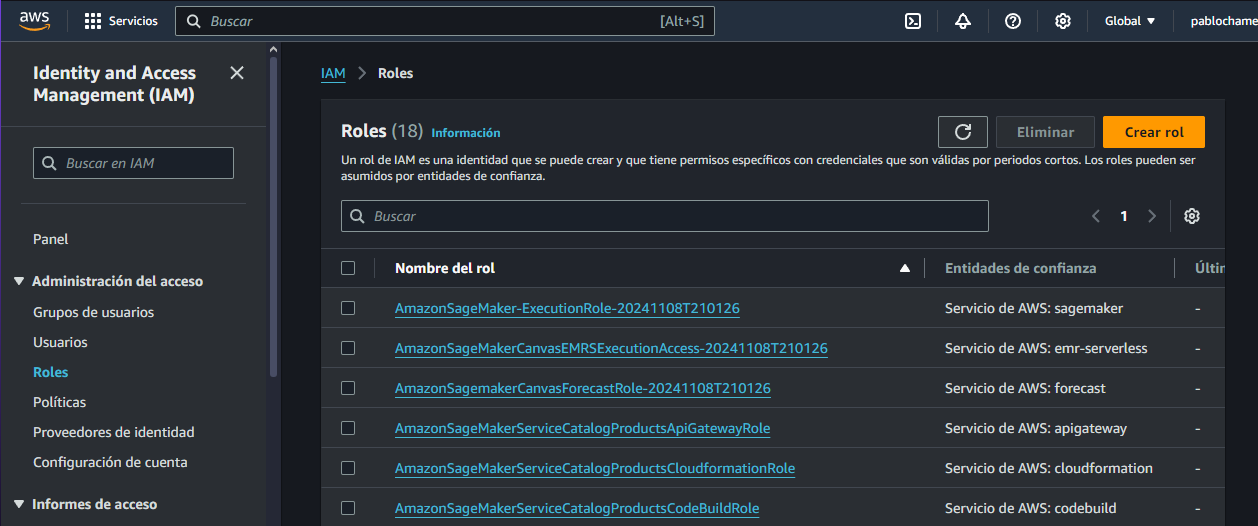 aws
Servicios
Buscar
[Alt+S]
Global
pablochame
Identity and Access
Management (IAM)
Buscar en IAM
Panel
Administración del acceso
Grupos de usuarios
Usuarios
Roles
Políticas
Proveedores de identidad
Configuración de cuenta
Informes de acceso
IAM > Roles
Roles (18) Información
Eliminar
Crear rol
Un rol de IAM es una identidad que se puede crear y que tiene permisos específicos con credenciales que son válidas por periodos cortos. Los roles pueden ser
asumidos por entidades de confianza.
Buscar
1
Nombre del rol Entidades de confianza Últin
AmazonSageMaker-ExecutionRole-20241108T210126 Servicio de AWS: sagemaker -
AmazonSageMakerCanvasEMRSExecutionAccess-20241108T210126 Servicio de AWS: emr-serverless -
AmazonSagemakerCanvasForecastRole-20241108T210126 Servicio de AWS: forecast -
AmazonSageMakerServiceCatalogProductsApiGatewayRole Servicio de AWS: apigateway -
AmazonSageMakerServiceCatalogProductsCloudformationRole Servicio de AWS: cloudformation -
AmazonSageMakerServiceCatalogProductsCodeBuildRole Servicio de AWS: codebuild -